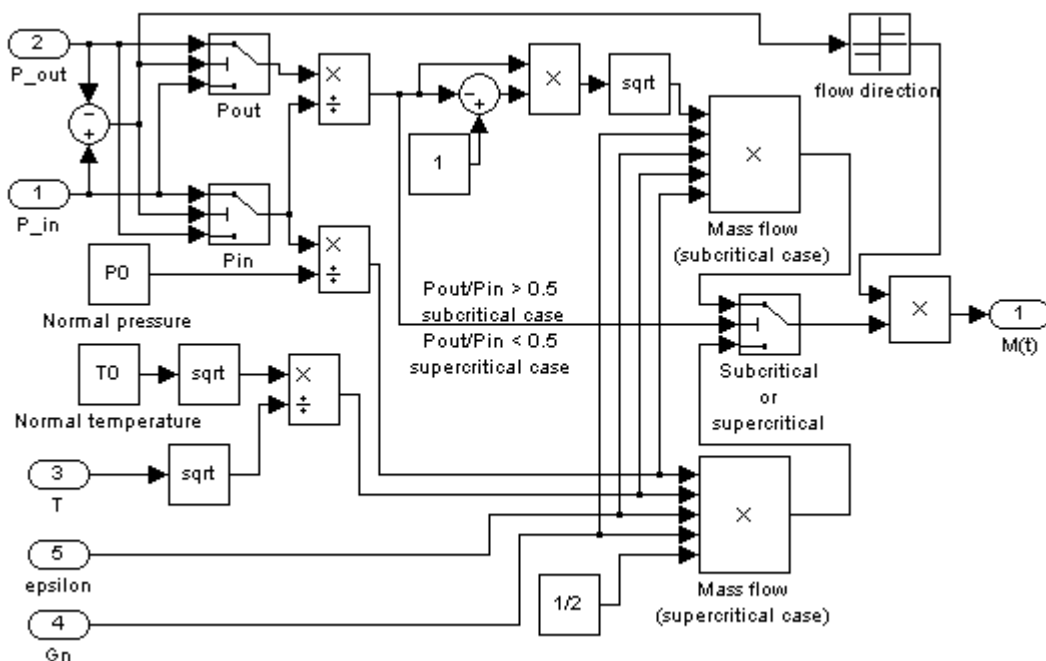 2
P_out
Pout
×
÷
1
×
sqrt
flow direction
−
+
−
+
1
P_in
Pin
×
÷
×
Mass flow
(subcritical case)
P0
Normal pressure
Pout/Pin > 0.5
subcritical case
Pout/Pin < 0.5
supercritical case
×
1
M(t)
Subcritical
or
supercritical
T0
sqrt
×
÷
Normal temperature
3
T
sqrt
×
Mass flow
(supercritical case)
5
epsilon
1/2
4
Gn